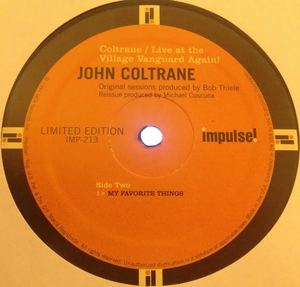 Coltrane / Live at the
Village Vanguard Again!
JOHN COLTRANE
Original sessions produced by Bob Thiele
Reissue produced by Michael Cuscuna
LIMITED EDITION
IMP-213
impulse!
Side Two
1 > MY FAVORITE THINGS